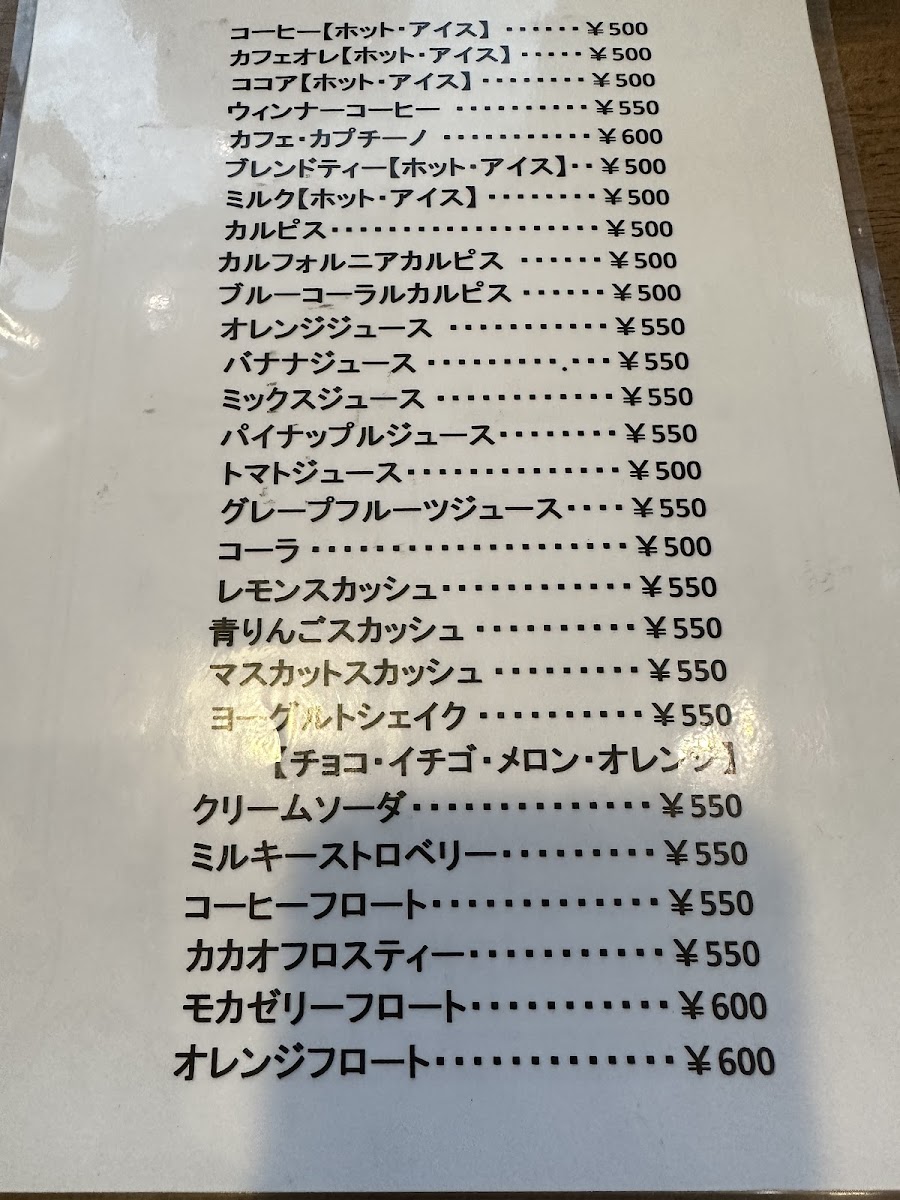 コーヒー【ホット・アイス】 ······¥500
カフェオレ【ホット・アイス】 ·····¥500
ココア【ホット・アイス】 ········¥500
ウィンナーコーヒー ··········¥550
カフェ・カプチーノ ···········¥600
ブレンドティー【ホット・アイス】··¥500
ミルク【ホット・アイス】 ········¥500
カルピス···················¥500
カルフォルニアカルピス ······¥500
ブルーコーラルカルピス ······¥500
オレンジジュース ···········¥550
バナナジュース ·········.···¥550
ミックスジュース ············¥550
パイナップルジュース········¥550
トマトジュース··············¥500
グレープフルーツジュース····¥550
コーラ ····················¥500
レモンスカッシュ············¥550
青りんごスカッシュ ··········¥550
マスカットスカッシュ ·········¥550
ヨーグルトシェイク ··········¥550
【チョコ・イチゴ・メロン・オレンジ】
クリームソーダ··············¥550
ミルキーストロベリー·········¥550
コーヒーフロート·············¥550
カカオフロスティー···········¥550
モカゼリーフロート···········¥600
オレンジフロート·············¥600